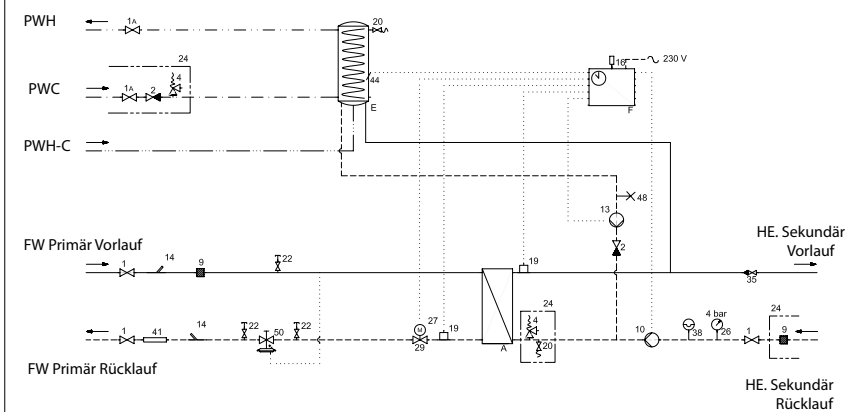 PWH
1A
20
24
16
230 V
4
PWC
1A
2
44
E
F
PWH-C
48
13
FW Primär Vorlauf
HE. Sekundär
Vorlauf
14
22
2
1
9
19
35
24
27
4 bar
24
22
50
22
M
19
4
1
41
14
10
38
26
1
9
20
29
A
FW Primär Rücklauf
HE. Sekundär
Rücklauf